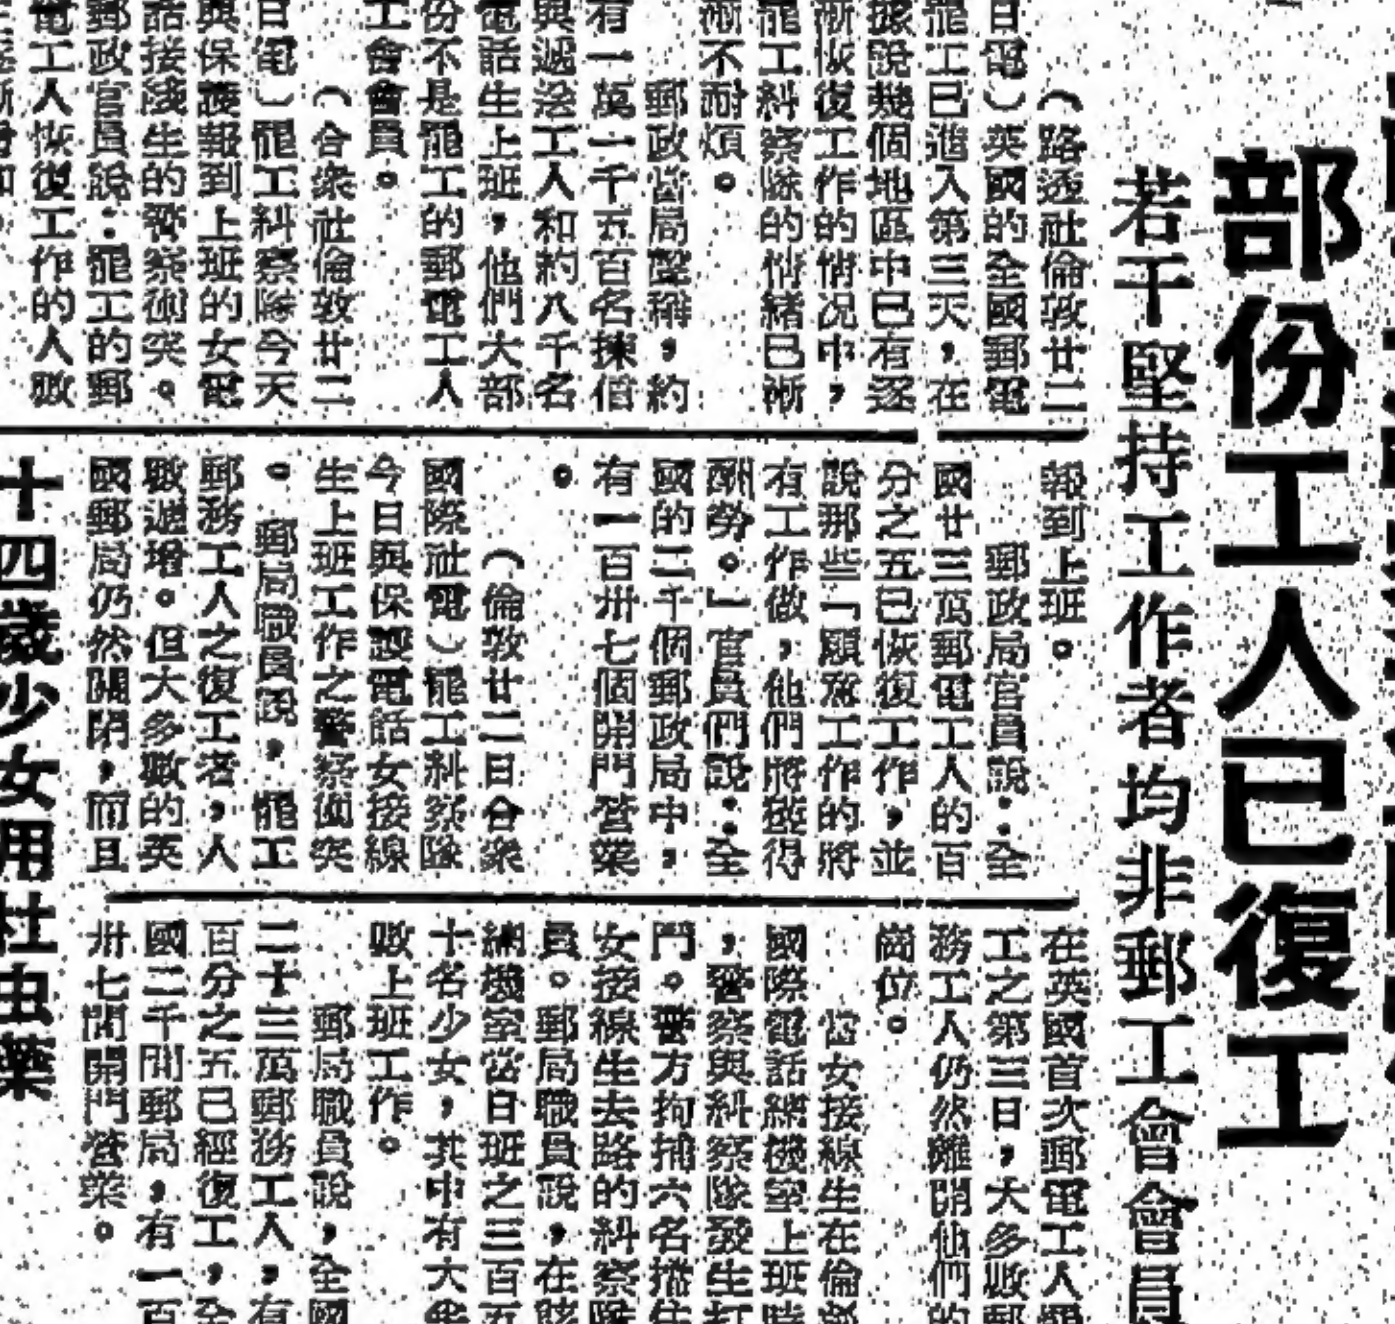 部份工人已復工
若干堅持工作者均非郵工會會員
（路透社倫敦廿二
日電）英國的全國郵電
罷工已進入第三天，在
據說幾個地區中已有逐
漸恢復工作的情况中，
罷工糾察隊的情緒已漸
漸不耐煩。
郵政當局聲稱，約
有一萬一千五百名揀信
與遞送工人和約八千名
電話生上班，他們大部
份不是罷工的郵電工人
工會會員。
（合衆社倫敦廿二
日電）罷工糾察隊今天
與保護報到上班的女電
話接綫生的警察衝突。
郵政官員說：罷工的郵
電工人恢復工作的人數
報到上班。
郵政局官員說：全
國廿三萬郵電工人的百
分之五已恢復工作，並
說那些「願意工作的將
有工作做，他們將獲得
酬勞。」官員們說：全
國的二千個郵政局中，
有一百卅七個開門營業
。
（倫敦廿二日合衆
國際社電）罷工糾察隊
今日與保護電話女接線
生上班工作之警察衝突
。郵局職員說，罷工
郵務工人之復工者，人
數遞增。但大多數的英
國郵局仍然關閉，而且
在英國首次郵電工人罷
工之第三日，大多數郵
務工人仍然離開他們的
崗位。
當女接線生在倫敦
國際電話總機室上班時
，警察與糾察隊發生打
鬥。警方拘捕六名擋住
女接線生去路的糾察隊
員。郵局職員說，在該
總機室當日班之三百五
十名少女，其中有大半
數上班工作。
郵局職員說，全國
二十三萬郵務工人，有
百分之五已經復工，全
國二千間郵局，有一百
卅七間開門營業。
十四歲少女用杜虫藥